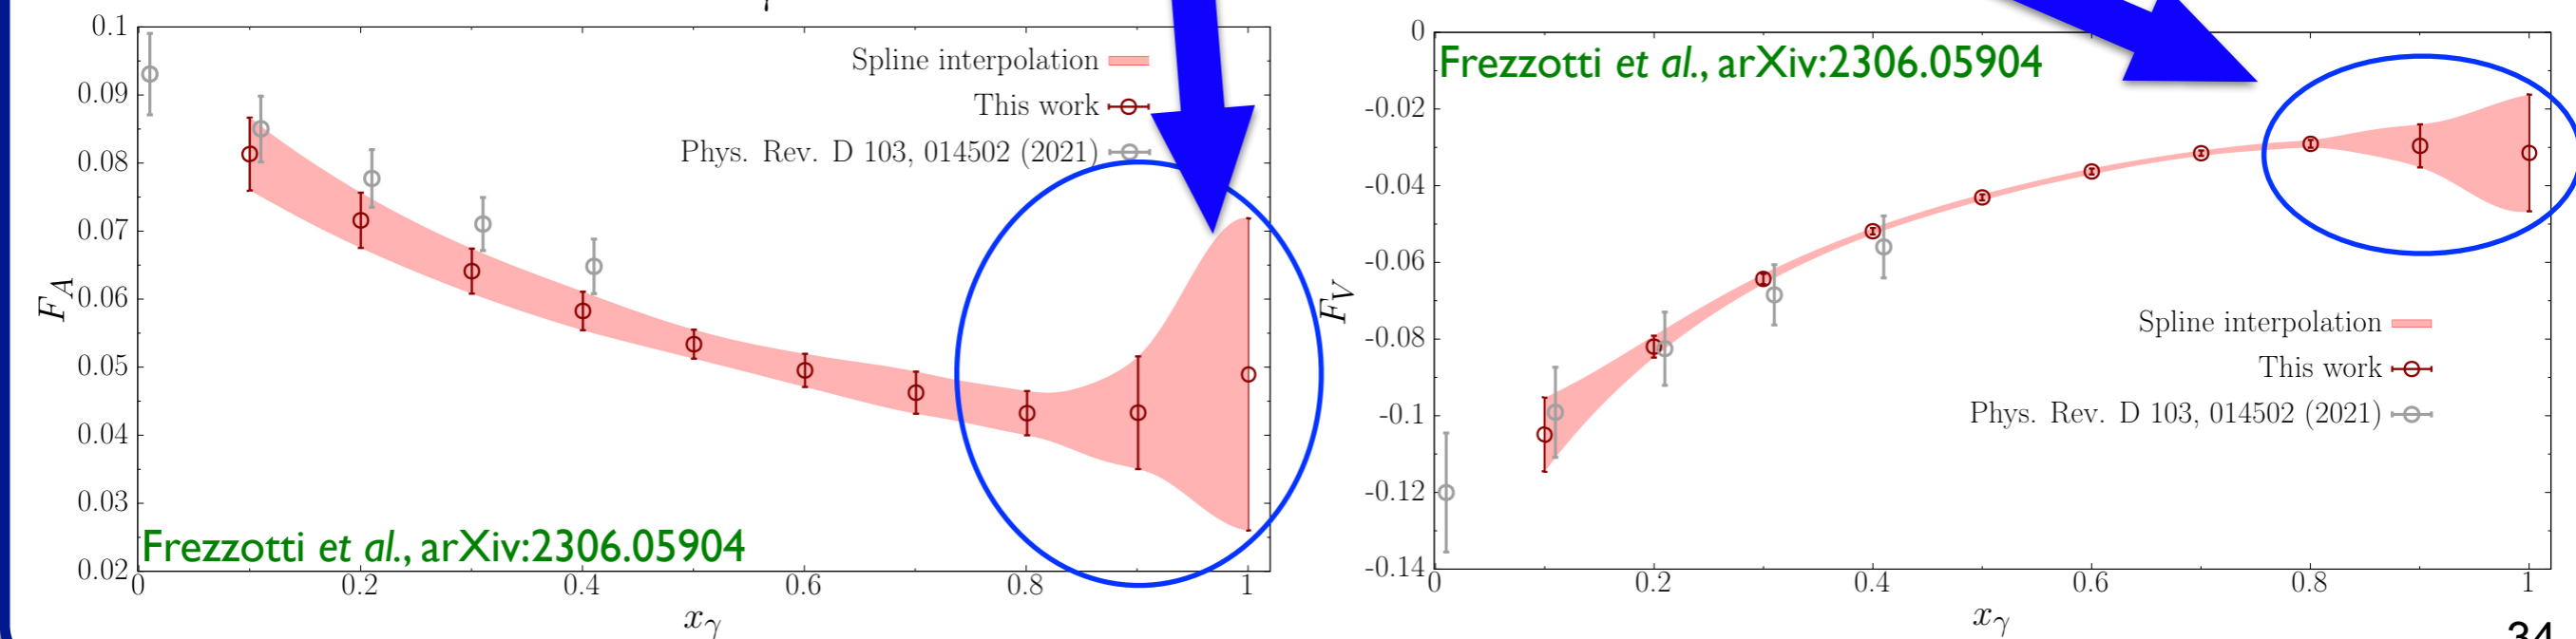 γ
0.1
0.09
0.08
0.07
0.06
0.05
0.04
0.03
0.02
F_A
Spline interpolation
This work
Phys. Rev. D 103, 014502 (2021)
Frezzotti et al., arXiv:2306.05904
0 0.2 0.4 0.6 0.8 1
x_γ
0
-0.02
-0.04
-0.06
-0.08
-0.1
-0.12
-0.14
F_V
Frezzotti et al., arXiv:2306.05904
Spline interpolation
This work
Phys. Rev. D 103, 014502 (2021)
0 0.2 0.4 0.6 0.8 1
x_γ
34